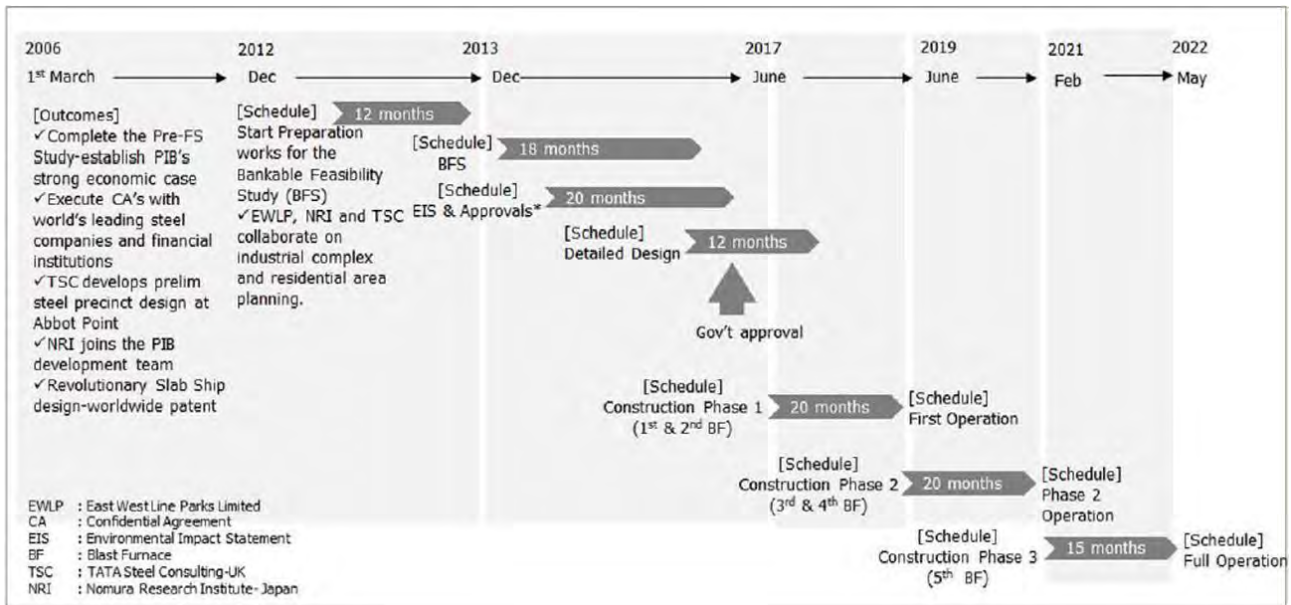 2006
2012
2013
2017
2019
2021
2022
1st March
Dec
Dec
June
June
Feb
May
[Outcomes]
✓Complete the Pre-FS
Study-establish PIB's
strong economic case
✓Execute CA's with
world's leading steel
companies and financial
institutions
✓TSC develops prelim
steel precinct design at
Abbot Point
✓NRI joins the PIB
development team
✓Revolutionary Slab Ship
design-worldwide patent
[Schedule]
12 months
Start Preparation
works for the
Bankable Feasibility
Study (BFS)
✓EWLP, NRI and TSC
collaborate on
industrial complex
and residential area
planning.
[Schedule]
BFS
18 months
[Schedule]
EIS & Approvals*
20 months
[Schedule]
Detailed Design
12 months
Gov't approval
[Schedule]
Construction Phase 1
(1st & 2nd BF)
20 months
[Schedule]
First Operation
[Schedule]
Construction Phase 2
(3rd & 4th BF)
20 months
[Schedule]
Phase 2
Operation
[Schedule]
Construction Phase 3
(5th BF)
15 months
[Schedule]
Full Operation
EWLP : East West Line Parks Limited
CA : Confidential Agreement
EIS : Environmental Impact Statement
BF : Blast Furnace
TSC : TATA Steel Consulting-UK
NRI : Nomura Research Institute- Japan